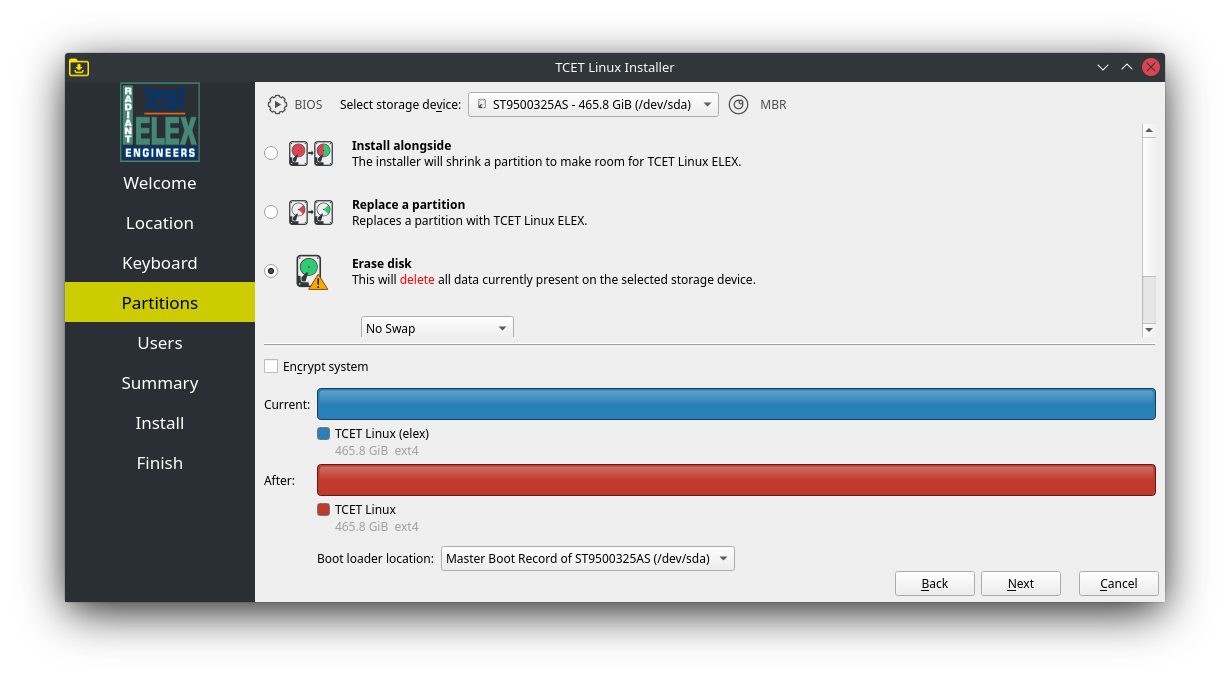 TCET Linux Installer
RADIANT
tcet
ELEX
ENGINEERS
Welcome
Location
Keyboard
Partitions
Users
Summary
Install
Finish
BIOS Select storage device: ST9500325AS - 465.8 GiB (/dev/sda) MBR
Install alongside
The installer will shrink a partition to make room for TCET Linux ELEX.
Replace a partition
Replaces a partition with TCET Linux ELEX.
Erase disk
This will delete all data currently present on the selected storage device.
No Swap
Encrypt system
Current:
TCET Linux (elex)
465.8 GiB ext4
After:
TCET Linux
465.8 GiB ext4
Boot loader location: Master Boot Record of ST9500325AS (/dev/sda)
Back Next Cancel